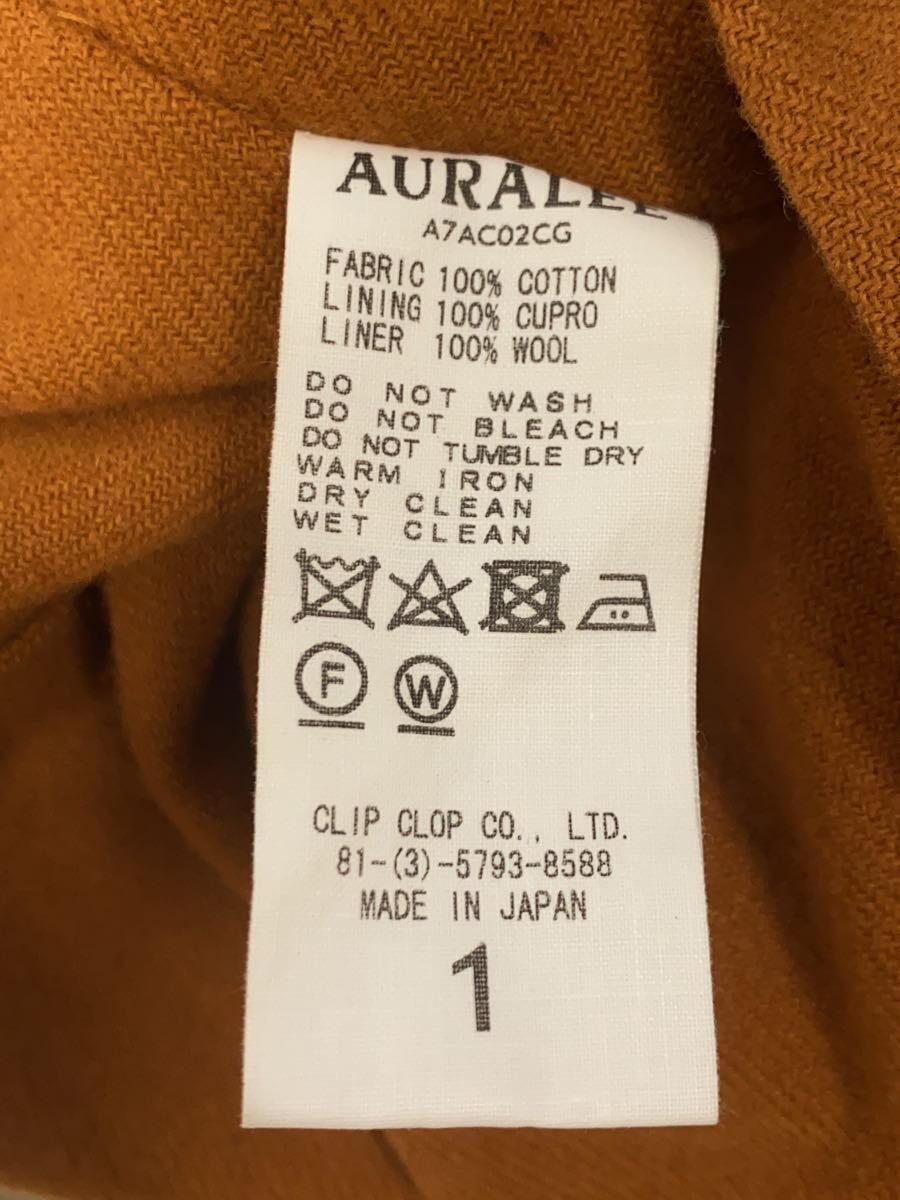 AURALEE
A7AC02CG
FABRIC 100% COTTON
LINING 100% CUPRO
LINER 100% WOOL
DO NOT WASH
DO NOT BLEACH
DO NOT TUMBLE DRY
WARM IRON
DRY CLEAN
WET CLEAN
F W
CLIP CLOP CO., LTD.
81-(3)-5793-8588
MADE IN JAPAN
1